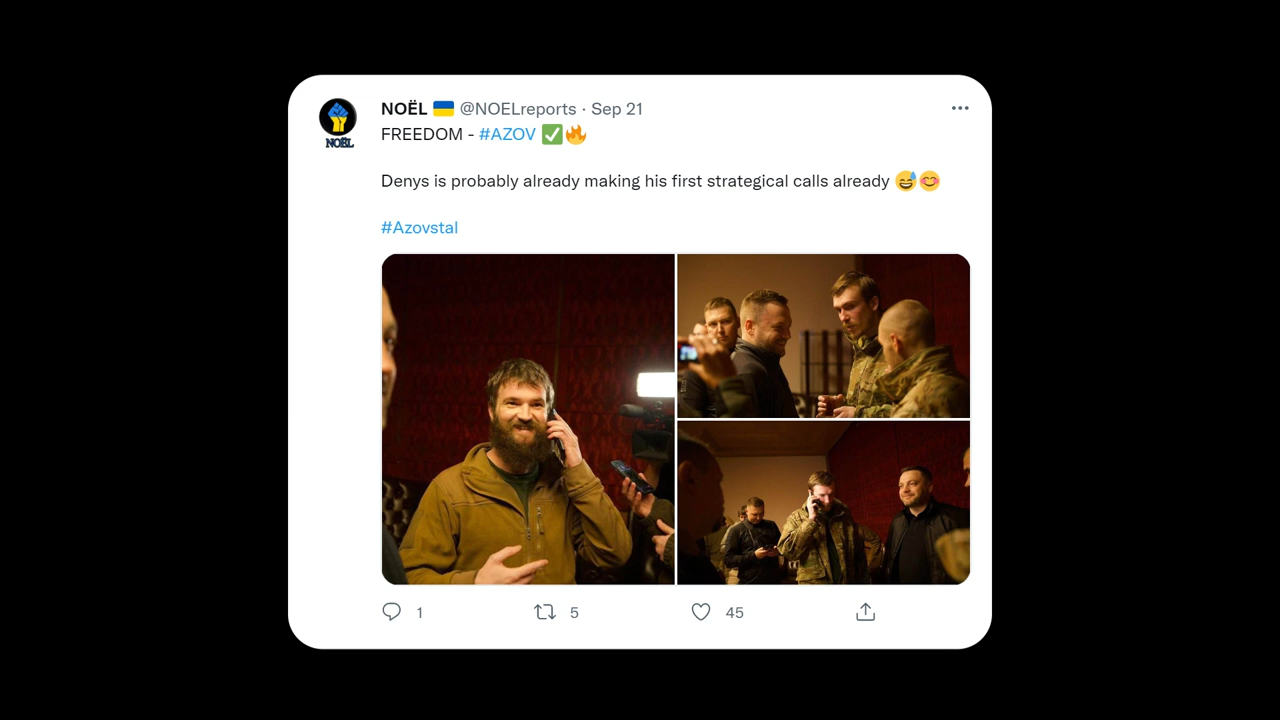 NOËL 🇺🇦 @NOELreports · Sep 21
FREEDOM - #AZOV ✅🔥
Denys is probably already making his first strategical calls already 😅😊
#Azovstal
NOËL
1 5 45